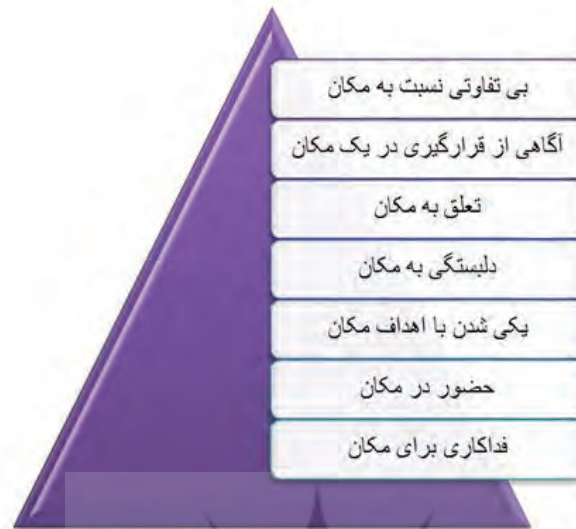 بی تفاوتی نسبت به مکان
آگاهی از قرارگیری در یک مکان
تعلق به مکان
دلبستگی به مکان
یکی شدن با اهداف مکان
حضور در مکان
فداکاری برای مکان